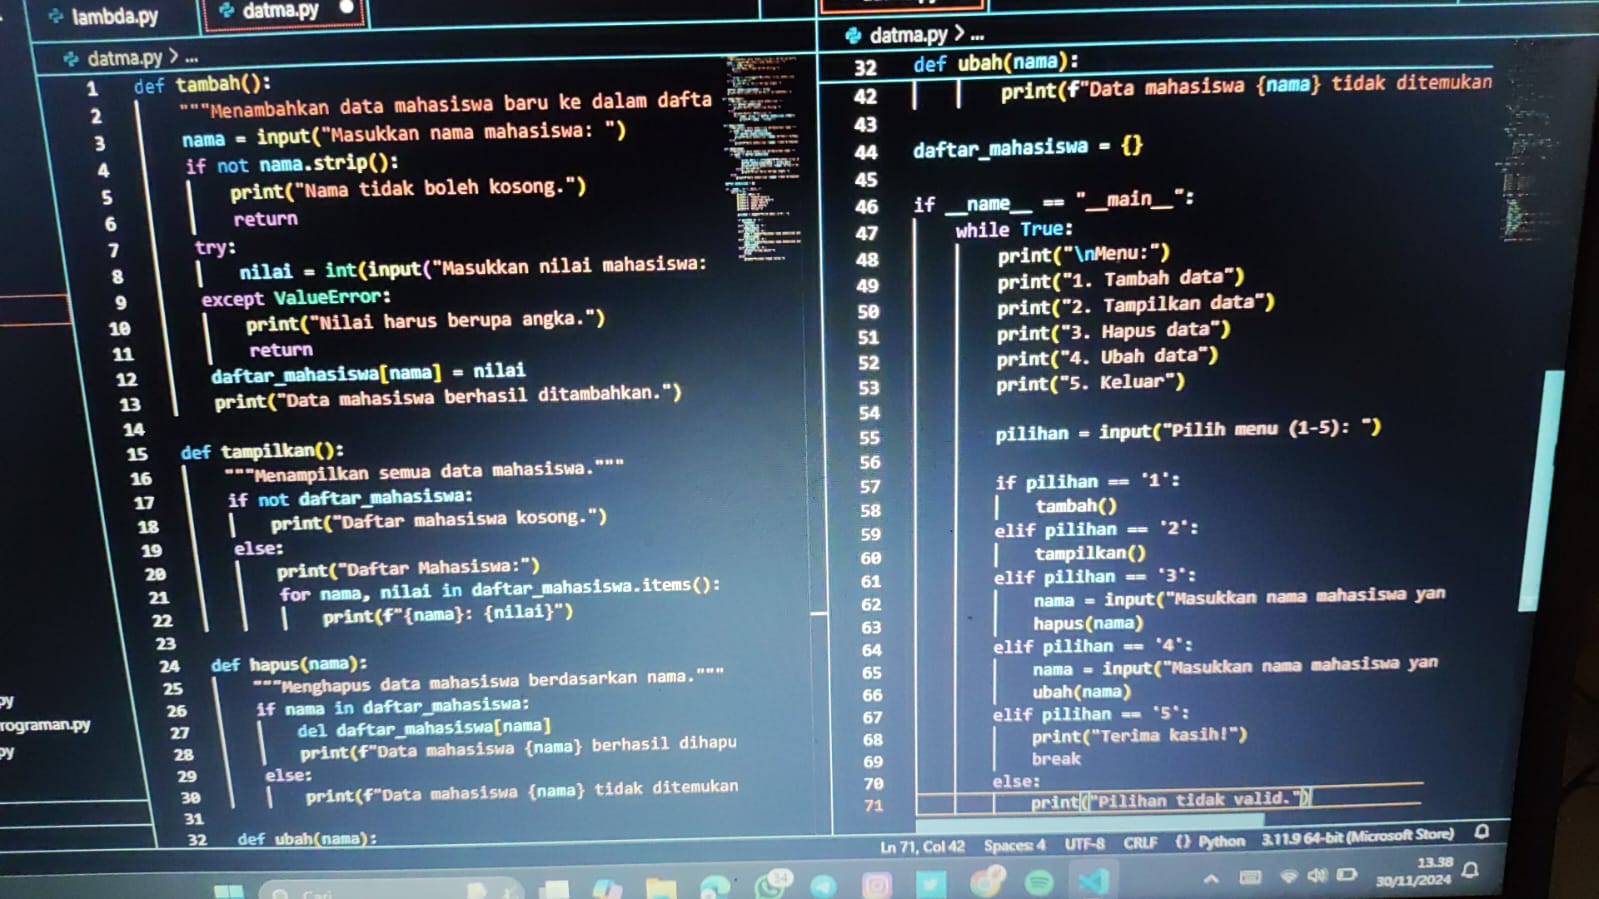 lambda.py
datma.py
datma.py > ...
1 def tambah():
2 """Menambahkan data mahasiswa baru ke dalam dafta
3 nama = input("Masukkan nama mahasiswa: ")
4 if not nama.strip():
5 print("Nama tidak boleh kosong.")
6 return
7 try:
8 nilai = int(input("Masukkan nilai mahasiswa:
9 except ValueError:
10 print("Nilai harus berupa angka.")
11 return
12 daftar_mahasiswa[nama] = nilai
13 print("Data mahasiswa berhasil ditambahkan.")
14
15 def tampilkan():
16 """Menampilkan semua data mahasiswa."""
17 if not daftar_mahasiswa:
18 print("Daftar mahasiswa kosong.")
19 else:
20 print("Daftar Mahasiswa:")
21 for nama, nilai in daftar_mahasiswa.items():
22 print(f"{nama}: {nilai}")
23
24 def hapus(nama):
25 """Menghapus data mahasiswa berdasarkan nama."""
26 if nama in daftar_mahasiswa:
27 del daftar_mahasiswa[nama]
28 print(f"Data mahasiswa {nama} berhasil dihapu
29 else:
30 print(f"Data mahasiswa {nama} tidak ditemukan
31
32 def ubah(nama):
datma.py > ...
32 def ubah(nama):
42 print(f"Data mahasiswa {nama} tidak ditemukan
43
44 daftar_mahasiswa = {}
45
46 if __name__ == "__main__":
47 while True:
48 print("\nMenu:")
49 print("1. Tambah data")
50 print("2. Tampilkan data")
51 print("3. Hapus data")
52 print("4. Ubah data")
53 print("5. Keluar")
54
55 pilihan = input("Pilih menu (1-5): ")
56
57 if pilihan == '1':
58 tambah()
59 elif pilihan == '2':
60 tampilkan()
61 elif pilihan == '3':
62 nama = input("Masukkan nama mahasiswa yan
63 hapus(nama)
64 elif pilihan == '4':
65 nama = input("Masukkan nama mahasiswa yan
66 ubah(nama)
67 elif pilihan == '5':
68 print("Terima kasih!")
69 break
70 else:
71 print("Pilihan tidak valid.")
py
rograman.py
py
Ln 71, Col 42 Spaces: 4 UTF-8 CRLF {} Python 3.11.9 64-bit (Microsoft Store)
Cari
34
13.38
30/11/2024